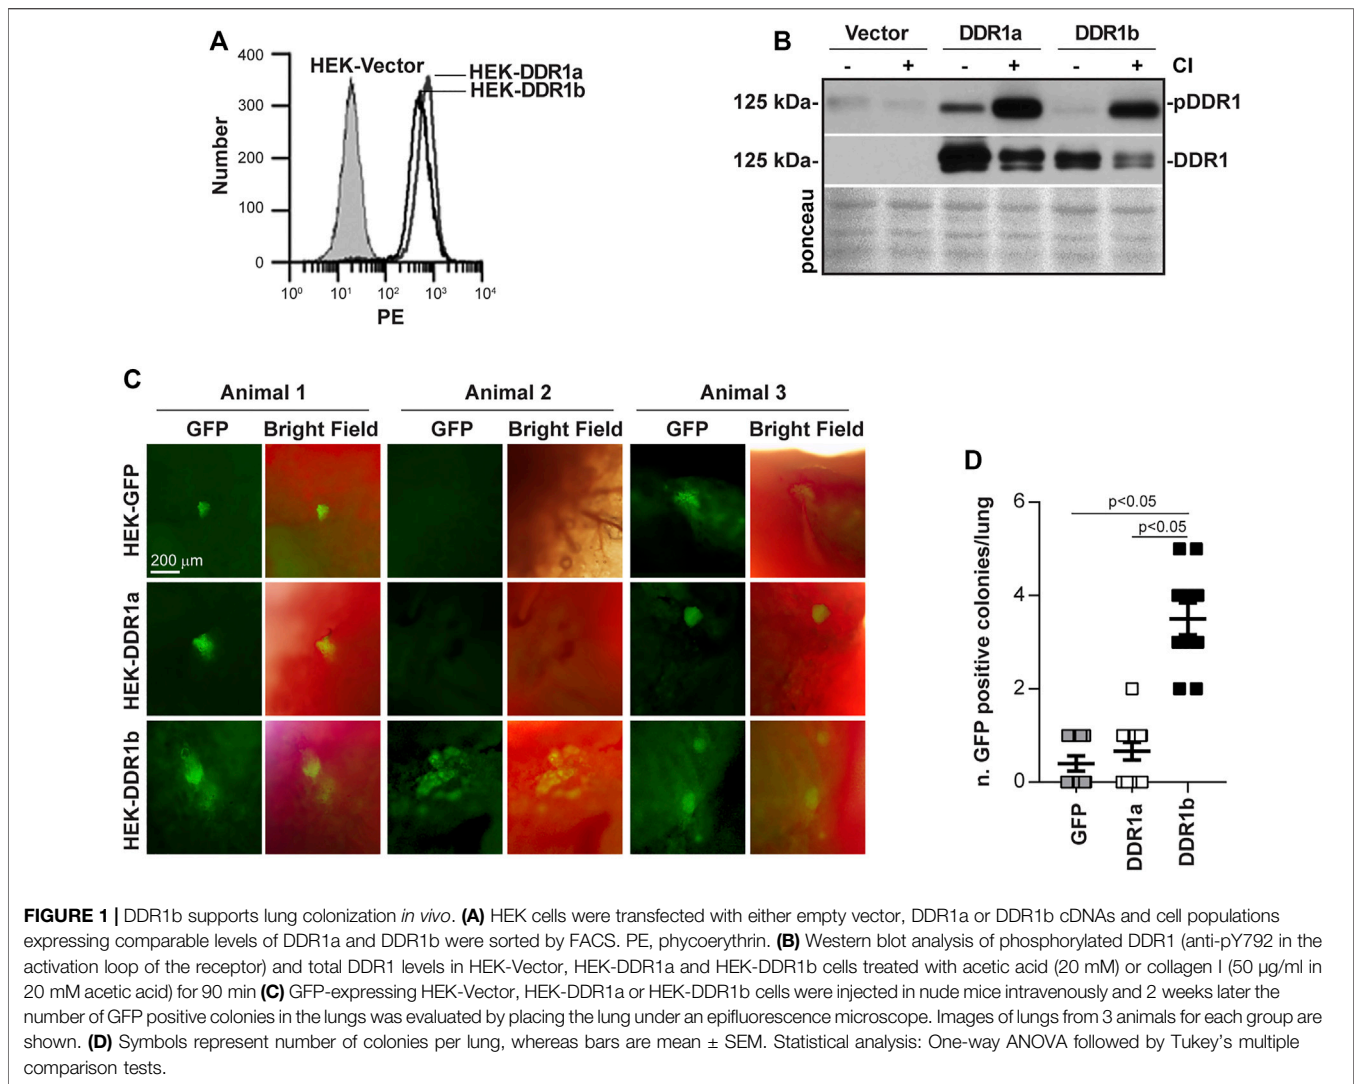 A
400
300
200
100
0
Number
HEK-Vector
HEK-DDR1a
HEK-DDR1b
10⁰ 10¹ 10² 10³ 10⁴
PE
B
Vector DDR1a DDR1b
- + - + - + CI
125 kDa- -pDDR1
125 kDa- -DDR1
ponceau
C
Animal 1 Animal 2 Animal 3
GFP Bright Field GFP Bright Field GFP Bright Field
HEK-GFP
200 µm
HEK-DDR1a
HEK-DDR1b
D
n. GFP positive colonies/lung
6
4
2
0
p<0.05
p<0.05
GFP
DDR1a
DDR1b
FIGURE 1 | DDR1b supports lung colonization in vivo. (A) HEK cells were transfected with either empty vector, DDR1a or DDR1b cDNAs and cell populations
expressing comparable levels of DDR1a and DDR1b were sorted by FACS. PE, phycoerythrin. (B) Western blot analysis of phosphorylated DDR1 (anti-pY792 in the
activation loop of the receptor) and total DDR1 levels in HEK-Vector, HEK-DDR1a and HEK-DDR1b cells treated with acetic acid (20 mM) or collagen I (50 µg/ml in
20 mM acetic acid) for 90 min (C) GFP-expressing HEK-Vector, HEK-DDR1a or HEK-DDR1b cells were injected in nude mice intravenously and 2 weeks later the
number of GFP positive colonies in the lungs was evaluated by placing the lung under an epifluorescence microscope. Images of lungs from 3 animals for each group are
shown. (D) Symbols represent number of colonies per lung, whereas bars are mean ± SEM. Statistical analysis: One-way ANOVA followed by Tukey’s multiple
comparison tests.